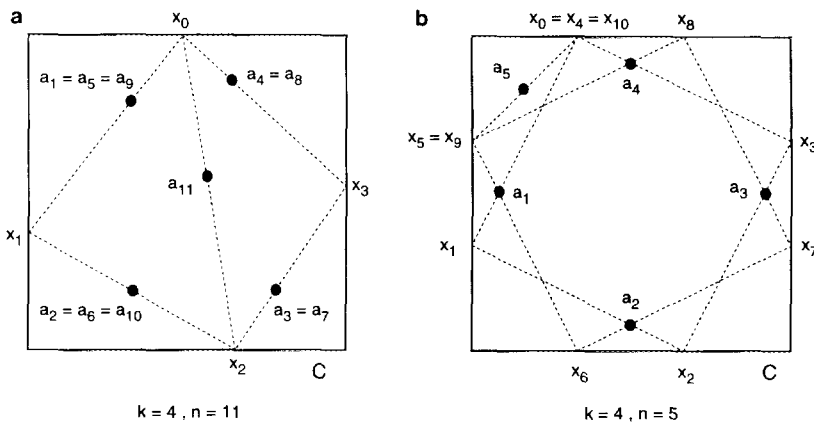 a
x₀
a₁ = a₅ = a₉
a₄ = a₈
a₁₁
x₃
x₁
a₂ = a₆ = a₁₀
a₃ = a₇
x₂
C
k = 4 , n = 11
b
x₀ = x₄ = x₁₀
x₈
a₅
a₄
x₅ = x₉
x₃
a₁
a₃
x₁
x₇
a₂
x₆
x₂
C
k = 4 , n = 5